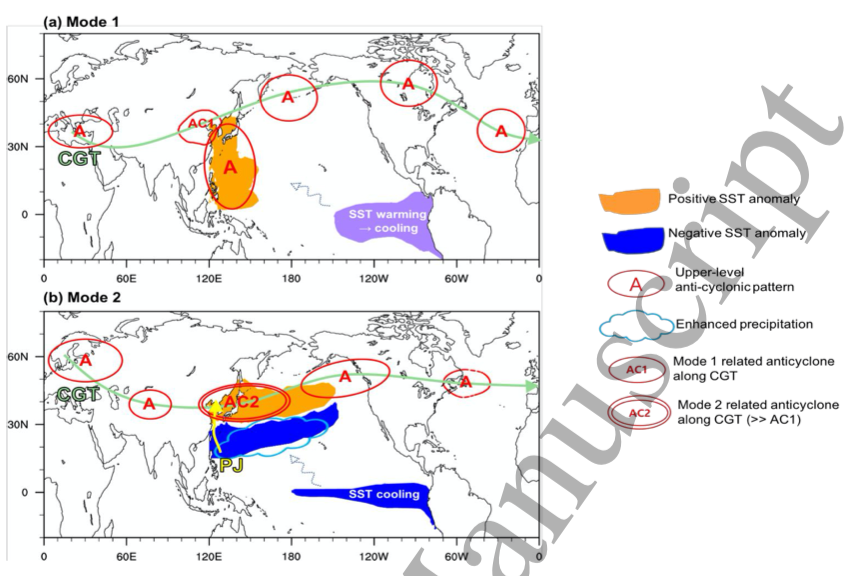 (a) Mode 1
60N
30N
0
A
AC1
A
A
A
A
CGT
SST warming
→ cooling
60E
120E
180
120W
60W
0
(b) Mode 2
60N
30N
0
A
A
AC2
A
A
CGT
PJ
SST cooling
0
60E
120E
180
120W
60W
0
Positive SST anomaly
Negative SST anomaly
A
Upper-level
anti-cyclonic pattern
Enhanced precipitation
AC1
Mode 1 related anticyclone
along CGT
AC2
Mode 2 related anticyclone
along CGT (>> AC1)
Manuscript